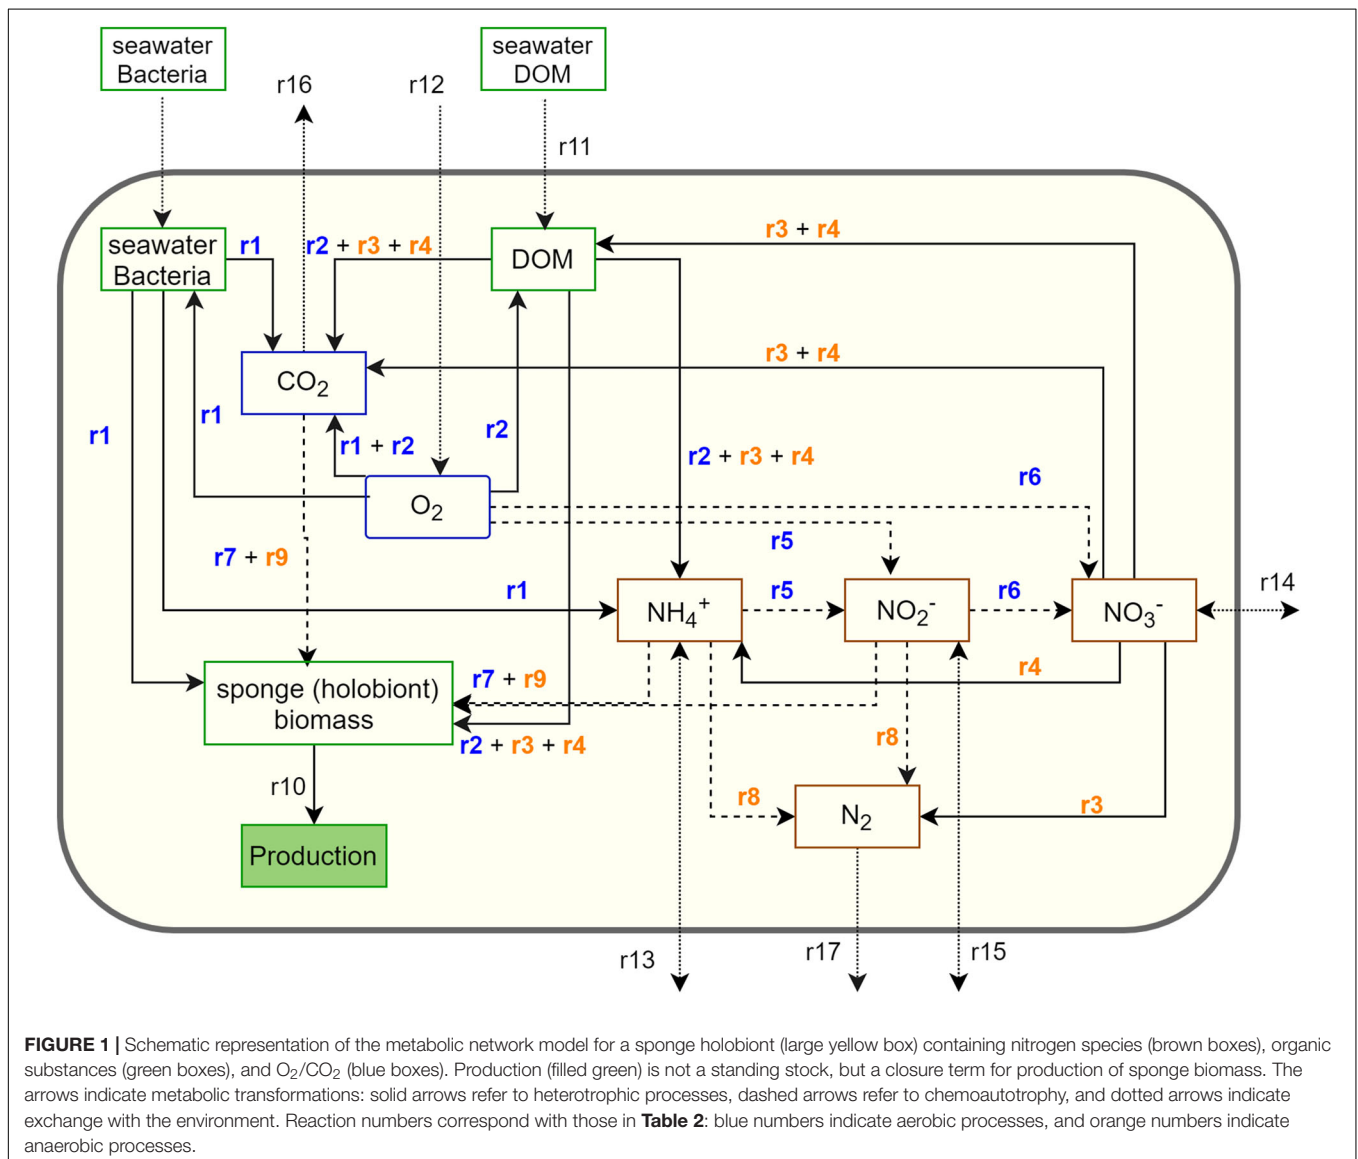 seawater
Bacteria
seawater
DOM
r16
r12
r11
seawater
Bacteria
r1
r2 + r3 + r4
DOM
r3 + r4
CO2
r3 + r4
r1
r1
r1 + r2
r2
r2 + r3 + r4
O2
r6
r5
r7 + r9
r1
NH4+
r5
NO2-
r6
NO3-
r14
sponge (holobiont)
biomass
r7 + r9
r4
r2 + r3 + r4
r8
r10
r8
N2
r3
Production
r13
r17
r15
FIGURE 1 | Schematic representation of the metabolic network model for a sponge holobiont (large yellow box) containing nitrogen species (brown boxes), organic
substances (green boxes), and O2/CO2 (blue boxes). Production (filled green) is not a standing stock, but a closure term for production of sponge biomass. The
arrows indicate metabolic transformations: solid arrows refer to heterotrophic processes, dashed arrows refer to chemoautotrophy, and dotted arrows indicate
exchange with the environment. Reaction numbers correspond with those in Table 2: blue numbers indicate aerobic processes, and orange numbers indicate
anaerobic processes.